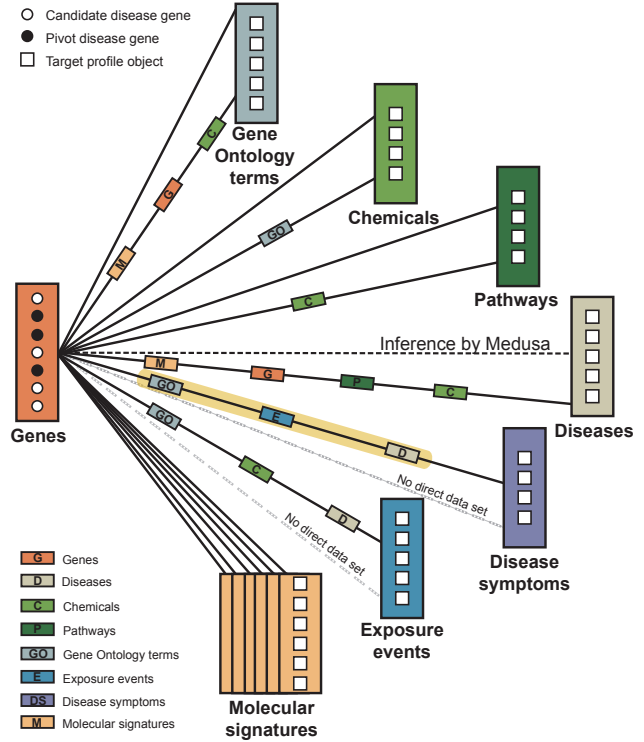 Candidate disease gene
Pivot disease gene
Target profile object
Gene
Ontology
terms
C
G
M
Chemicals
GO
Pathways
C
Inference by Medusa
Diseases
M
G
P
C
GO
E
D
No direct data set
Disease
symptoms
GO
C
D
No direct data set
Exposure
events
Genes
Molecular
signatures
G Genes
D Diseases
C Chemicals
P Pathways
GO Gene Ontology terms
E Exposure events
DS Disease symptoms
M Molecular signatures